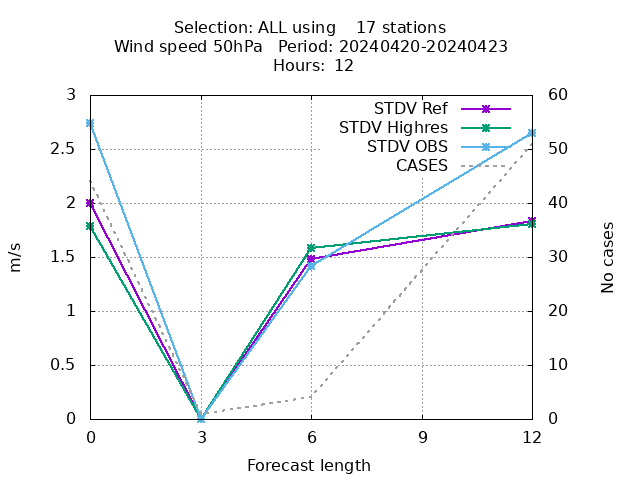 Selection: ALL using    17 stations
Wind speed 50hPa   Period: 20240420-20240423
Hours:  12
STDV Ref
STDV Highres
STDV OBS
CASES
3
2.5
2
1.5
1
0.5
0
60
50
40
30
20
10
0
m/s
No cases
0 3 6 9 12
Forecast length